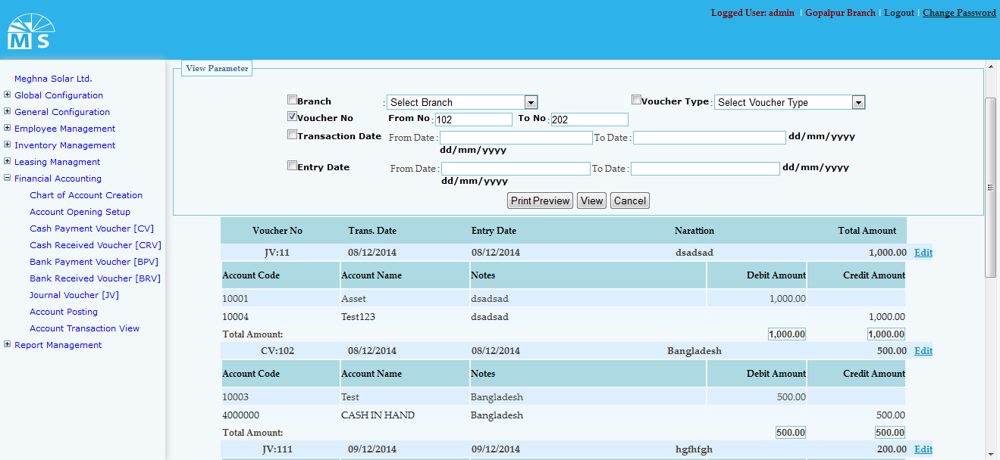 Logged User: admin | Gopalpur Branch | Logout | Change Password
MS
Meghna Solar Ltd.
Global Configuration
General Configuration
Employee Management
Inventory Management
Leasing Managment
Financial Accounting
Chart of Account Creation
Account Opening Setup
Cash Payment Voucher [CV]
Cash Received Voucher [CRV]
Bank Payment Voucher [BPV]
Bank Received Voucher [BRV]
Journal Voucher [JV]
Account Posting
Account Transaction View
Report Management
View Parameter
Branch : Select Branch Voucher Type : Select Voucher Type
Voucher No From No : 102 To No : 202
Transaction Date From Date : To Date : dd/mm/yyyy
dd/mm/yyyy
Entry Date From Date : To Date : dd/mm/yyyy
dd/mm/yyyy
Print Preview View Cancel
Voucher No Trans. Date Entry Date Narattion Total Amount
JV:11 08/12/2014 08/12/2014 dsadsad 1,000.00 Edit
Account Code Account Name Notes Debit Amount Credit Amount
10001 Asset dsadsad 1,000.00
10004 Test123 dsadsad 1,000.00
Total Amount: 1,000.00 1,000.00
CV:102 08/12/2014 08/12/2014 Bangladesh 500.00 Edit
Account Code Account Name Notes Debit Amount Credit Amount
10003 Test Bangladesh 500.00
4000000 CASH IN HAND Bangladesh 500.00
Total Amount: 500.00 500.00
JV:111 09/12/2014 09/12/2014 hgfhfgh 200.00 Edit